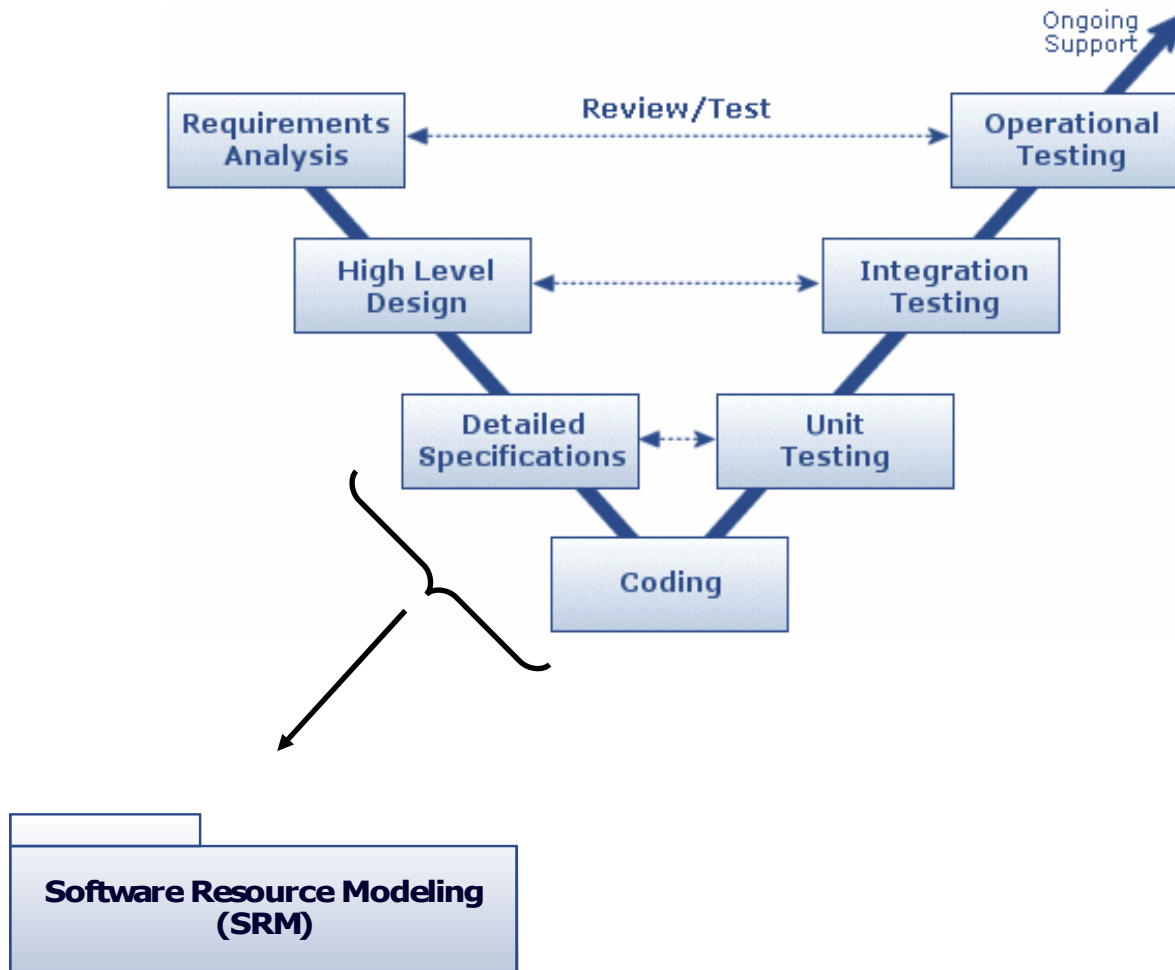 Ongoing
Support
Requirements
Analysis
Review/Test
Operational
Testing
High Level
Design
Integration
Testing
Detailed
Specifications
Unit
Testing
Coding
Software Resource Modeling
(SRM)